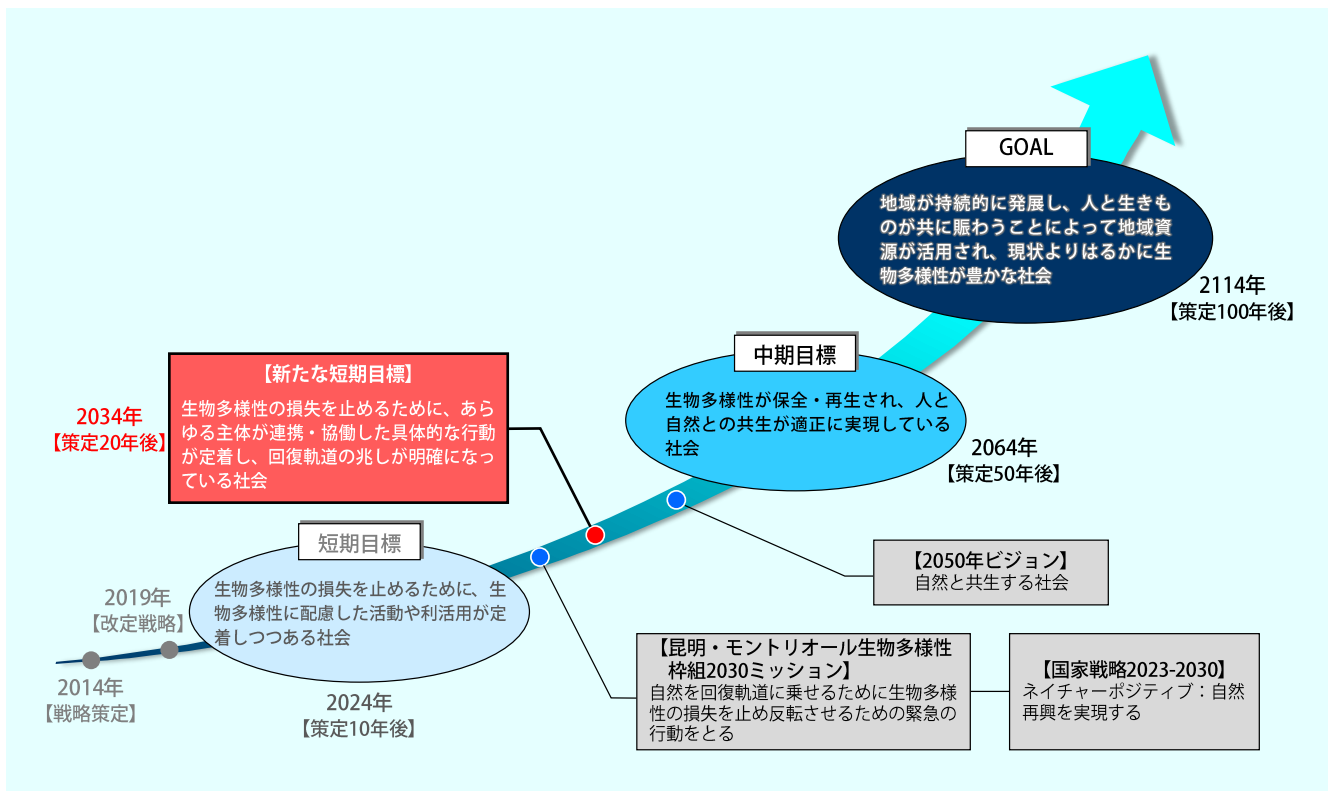 GOAL
地域が持続的に発展し、人と生きも
のが共に賑わうことによって地域資
源が活用され、現状よりはるかに生
物多様性が豊かな社会
2114年
【策定100年後】
中期目標
生物多様性が保全・再生され、人と
自然との共生が適正に実現している
社会
2064年
【策定50年後】
【新たな短期目標】
生物多様性の損失を止めるために、あら
ゆる主体が連携・協働した具体的な行動
が定着し、回復軌道の兆しが明確になっ
ている社会
2034年
【策定20年後】
短期目標
生物多様性の損失を止めるために、生
物多様性に配慮した活動や利活用が定
着しつつある社会
2024年
【策定10年後】
2019年
【改定戦略】
2014年
【戦略策定】
【2050年ビジョン】
自然と共生する社会
【昆明・モントリオール生物多様性
枠組2030ミッション】
自然を回復軌道に乗せるために生物多様
性の損失を止め反転させるための緊急の
行動をとる
【国家戦略2023-2030】
ネイチャーポジティブ：自然
再興を実現する